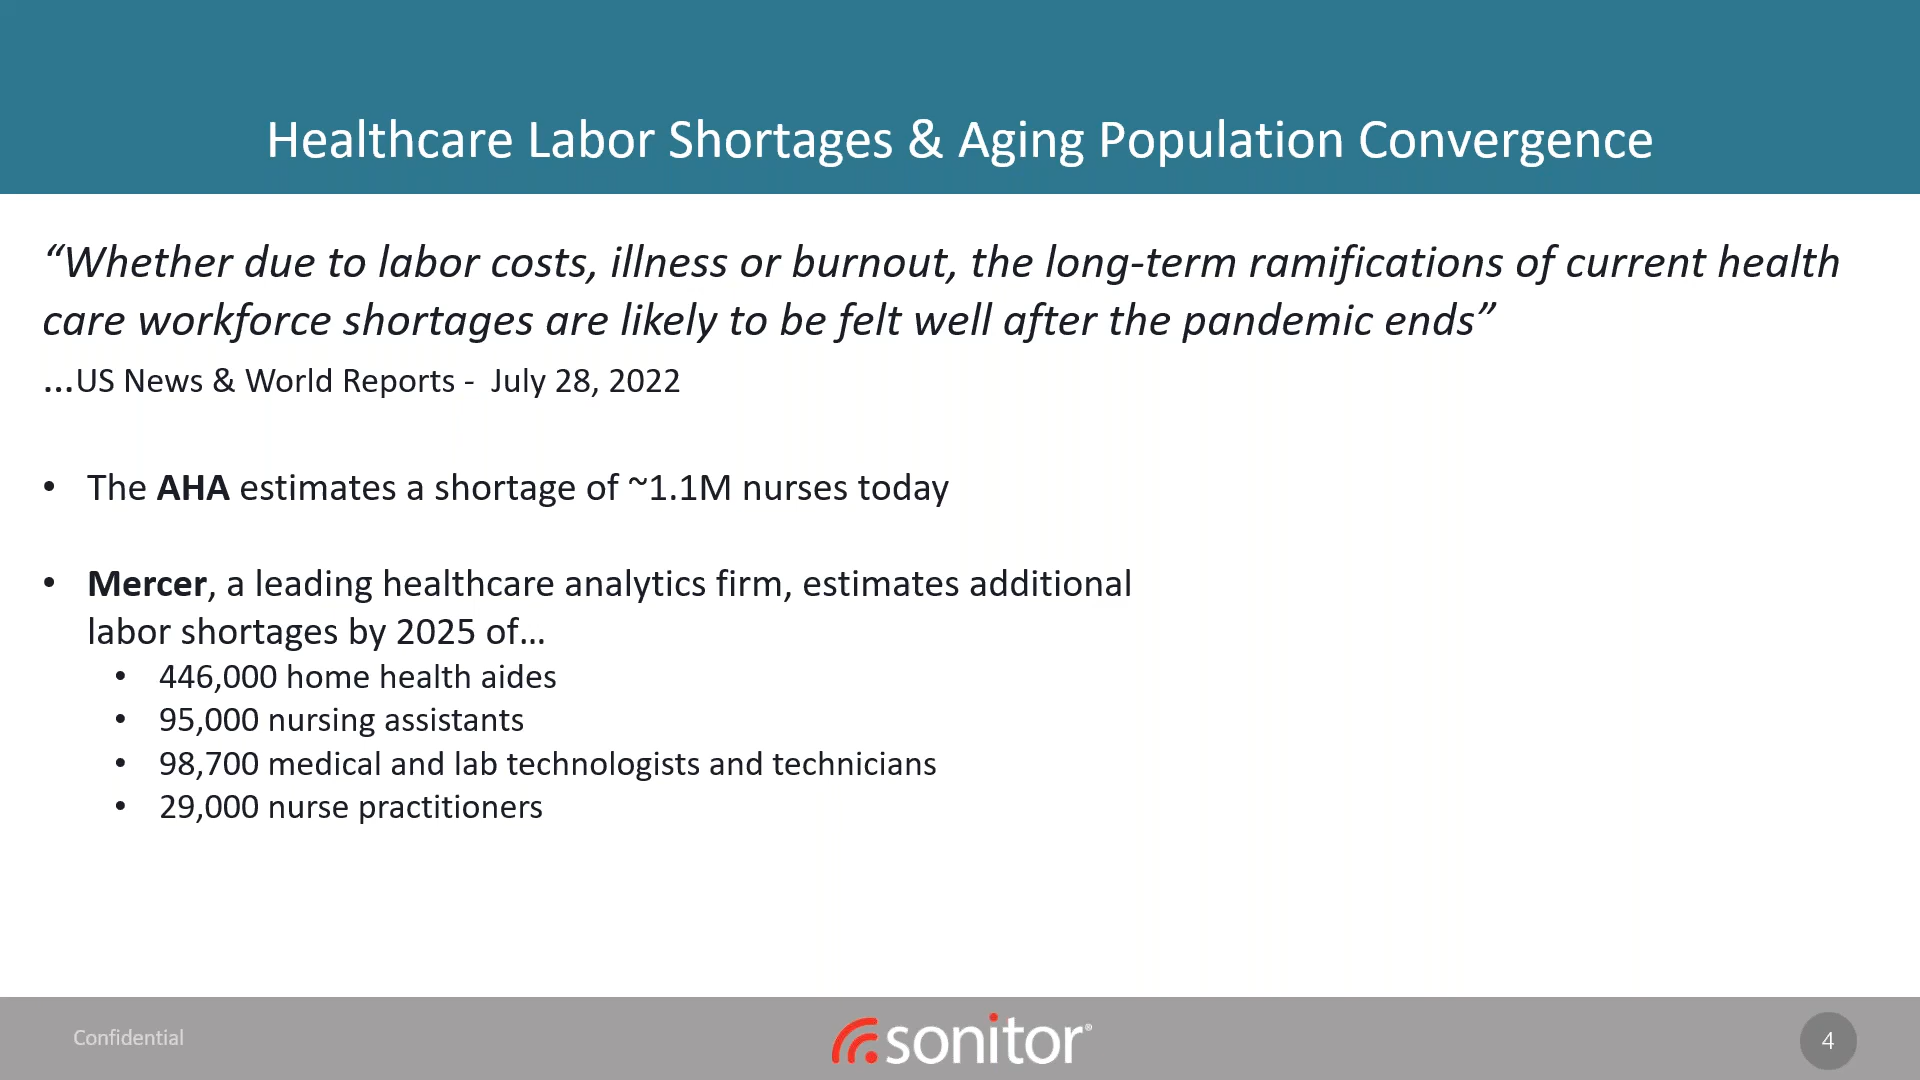 Healthcare Labor Shortages & Aging Population Convergence
“Whether due to labor costs, illness or burnout, the long-term ramifications of current health
care workforce shortages are likely to be felt well after the pandemic ends”
…US News & World Reports -  July 28, 2022
• The AHA estimates a shortage of ~1.1M nurses today
• Mercer, a leading healthcare analytics firm, estimates additional
labor shortages by 2025 of…
• 446,000 home health aides
• 95,000 nursing assistants
• 98,700 medical and lab technologists and technicians
• 29,000 nurse practitioners
Confidential
sonitor®
4